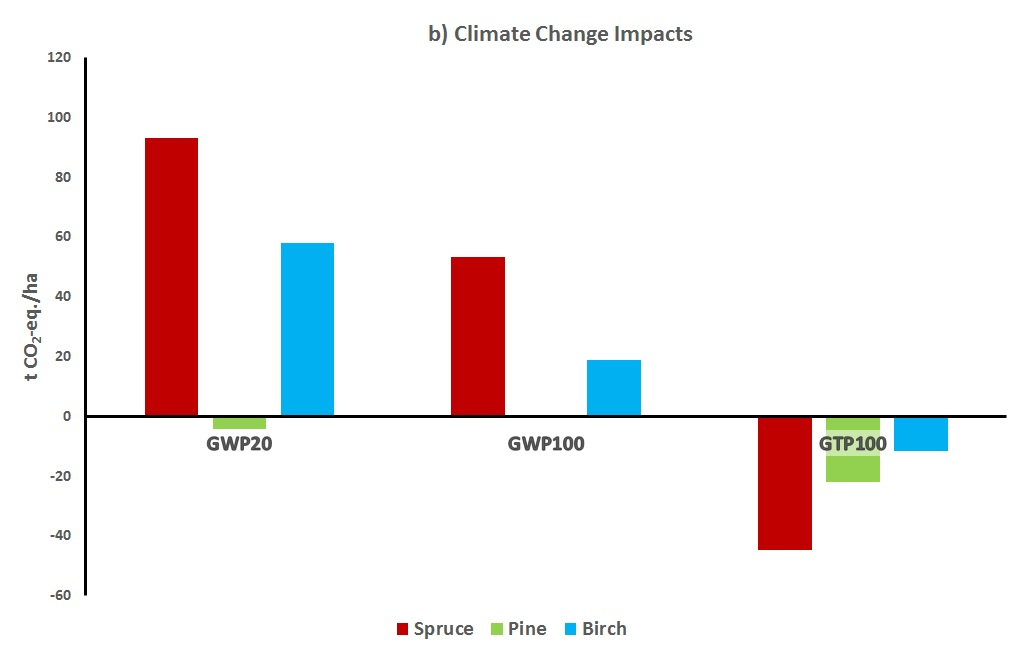 b) Climate Change Impacts
120
100
80
60
40
20
0
-20
-40
-60
t CO₂-eq./ha
GWP20
GWP100
GTP100
Spruce Pine Birch